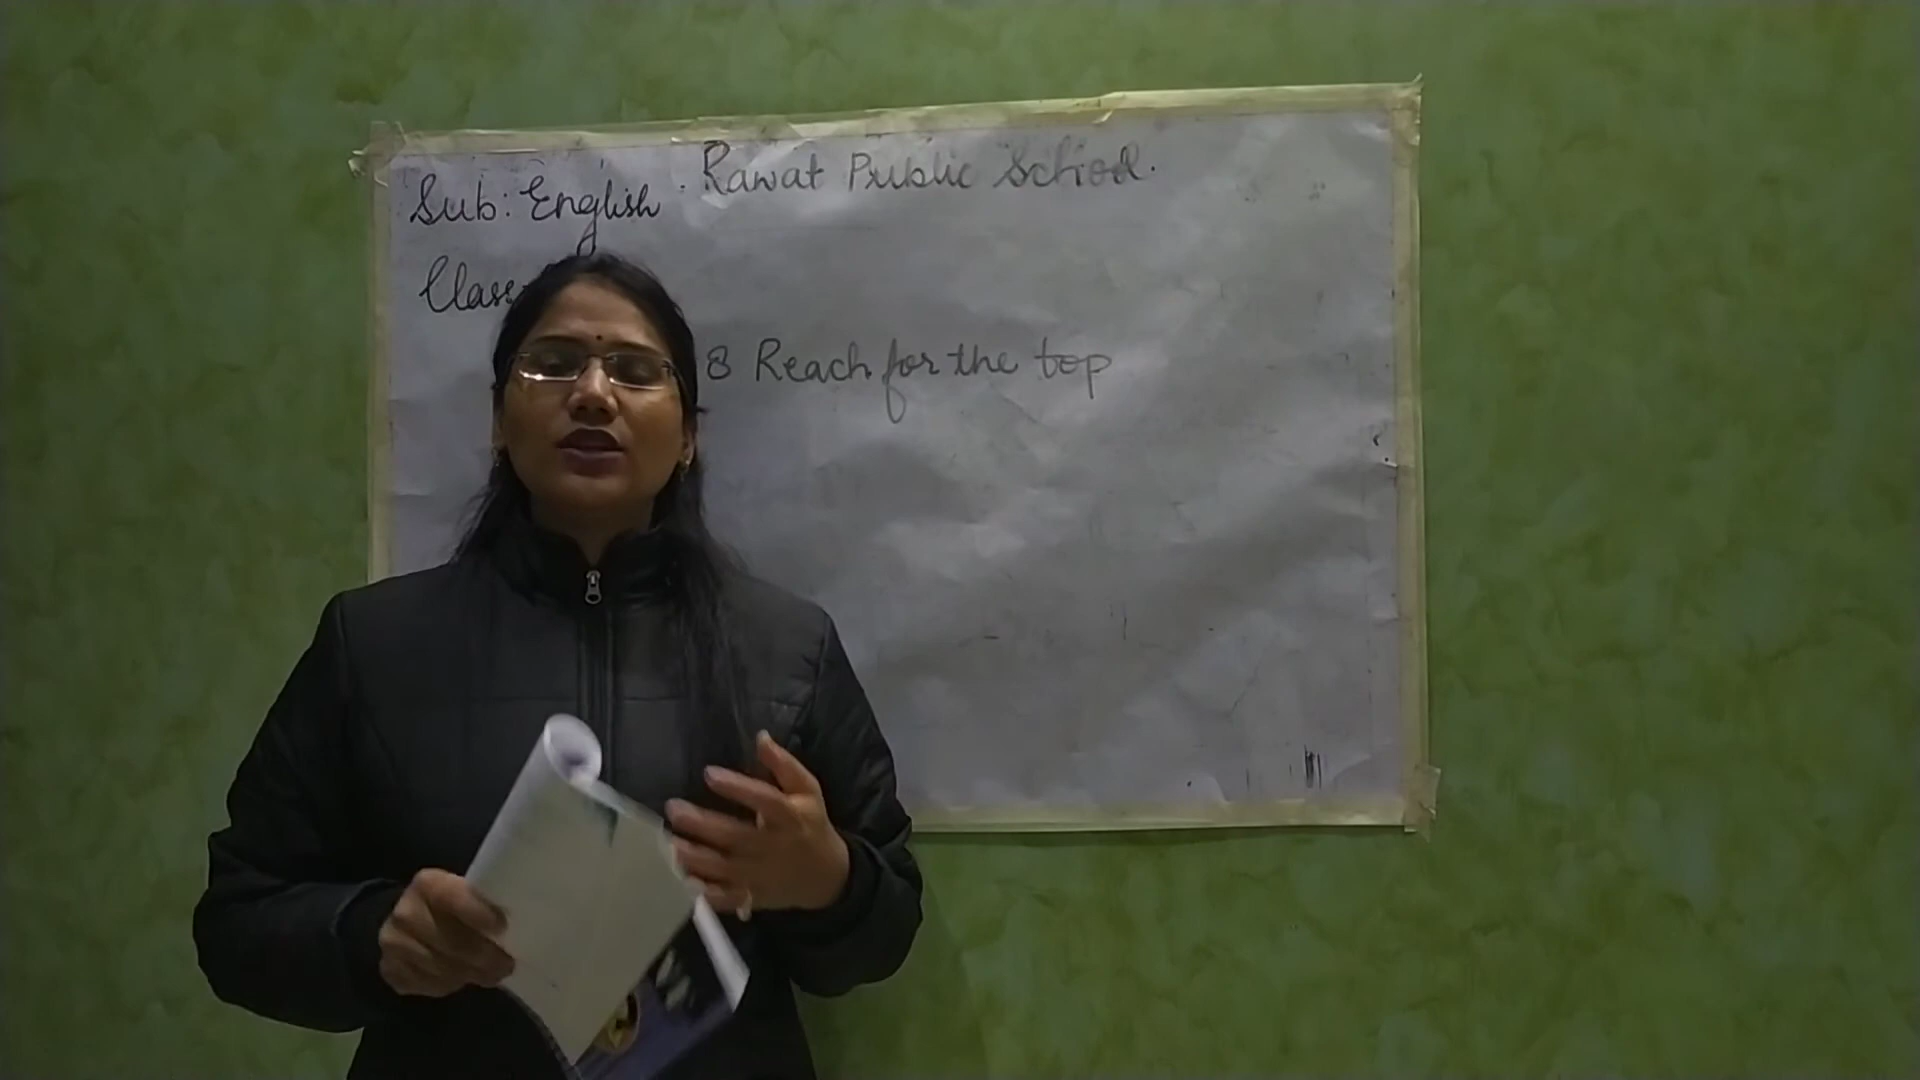 Rawat Public School.
Sub: English
Class
8 Reach for the top